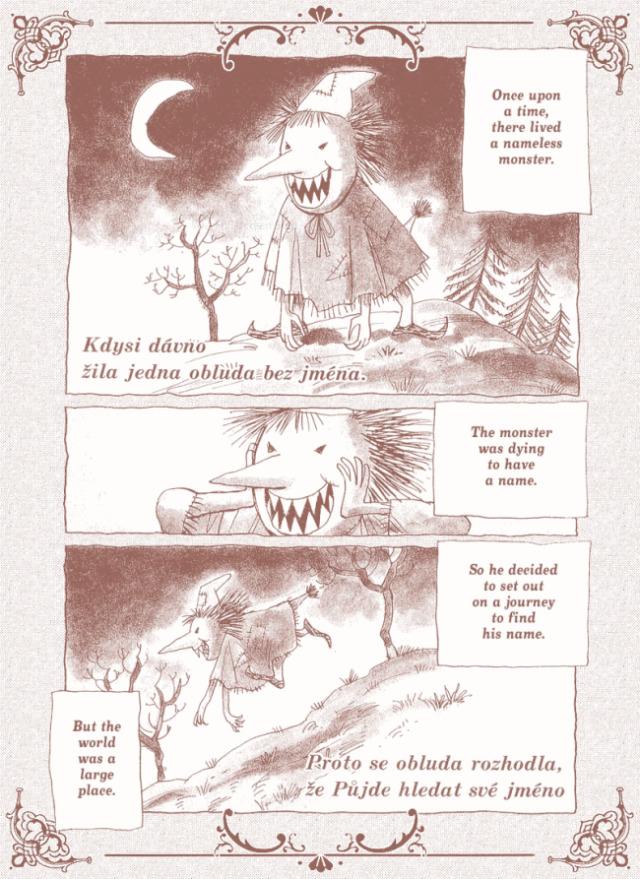 Once upon
a time,
there lived
a nameless
monster.
Kdysi dávno
žila jedna obluda bez jména.
The monster
was dying
to have
a name.
So he decided
to set out
on a journey
to find
his name.
But the
world
was a
large
place.
Proto se obluda rozhodla,
že Půjde hledat své jméno